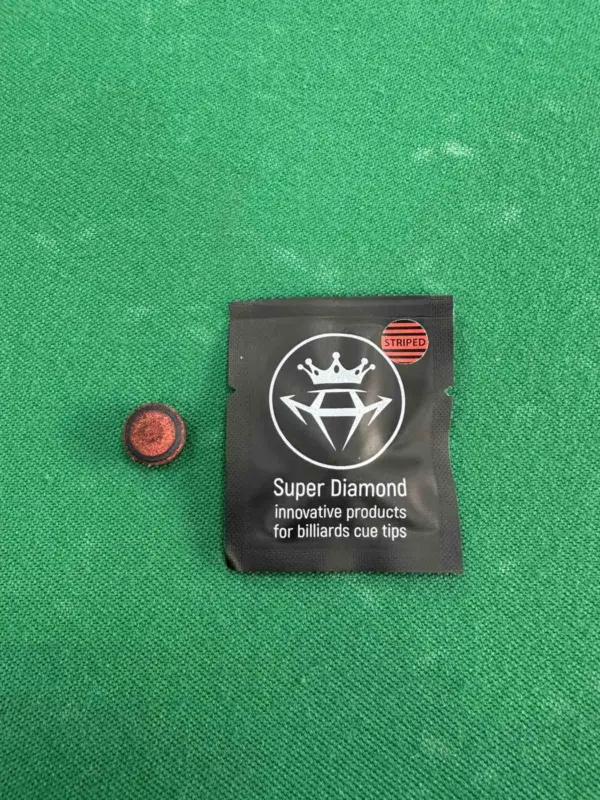 STRIPED
Super Diamond
innovative products
for billiards cue tips